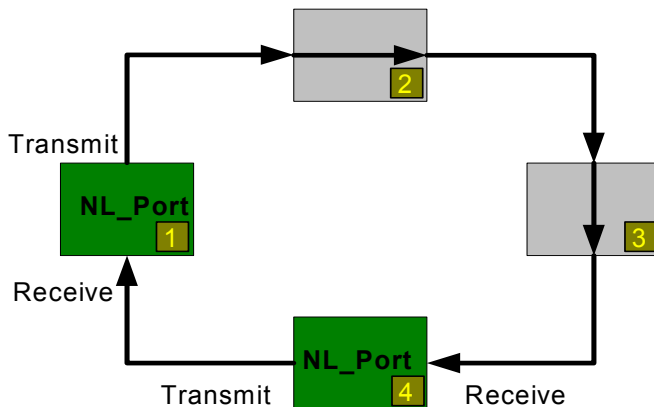 2
Transmit
NL_Port
1
3
Receive
NL_Port
4
Transmit
Receive